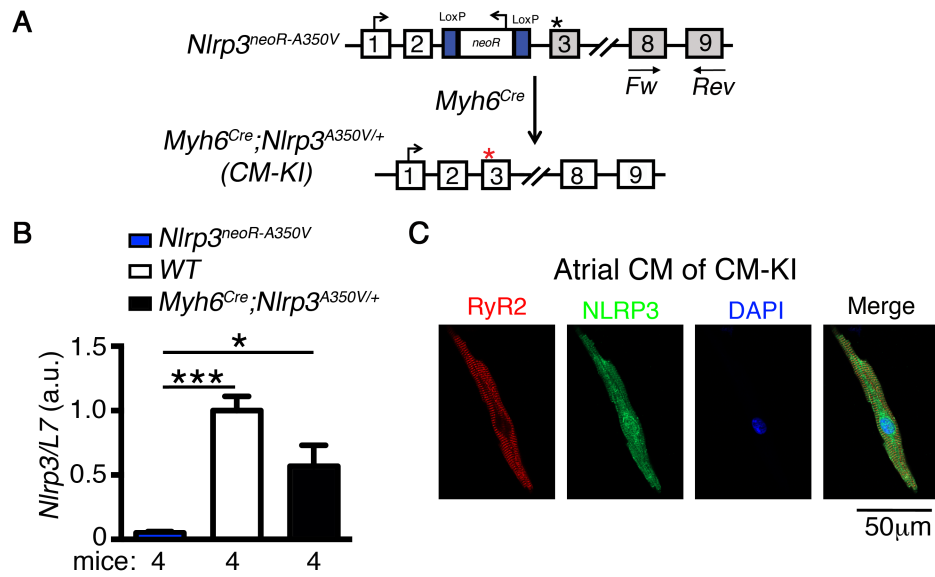 A
LoxP LoxP
Nlrp3neoR-A350V 1 2 neoR * 3 8 9
Fw Rev
Myh6Cre
Myh6Cre;Nlrp3A350V/+
(CM-KI)
* 1 2 3 8 9
B
Nlrp3neoR-A350V
WT
Myh6Cre;Nlrp3A350V/+
Nlrp3/L7 (a.u.)
1.5
1.0
0.5
0
*
***
mice: 4 4 4
C
Atrial CM of CM-KI
RyR2 NLRP3 DAPI Merge
50µm